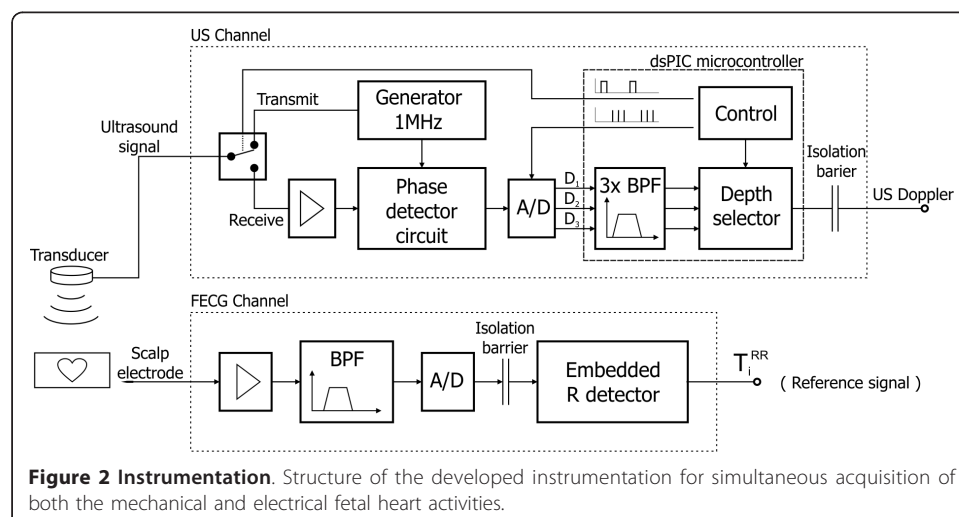 US Channel
dsPIC microcontroller
Transmit
Generator
1MHz
Control
Ultrasound
signal
Isolation
barier
Receive
Phase
detector
circuit
A/D
D₁
D₂
D₃
3x BPF
Depth
selector
US Doppler
Transducer
FECG Channel
Scalp
electrode
BPF
A/D
Isolation
barrier
Embedded
R detector
Tᵢᴿᴿ
( Reference signal )
Figure 2 Instrumentation. Structure of the developed instrumentation for simultaneous acquisition of
both the mechanical and electrical fetal heart activities.